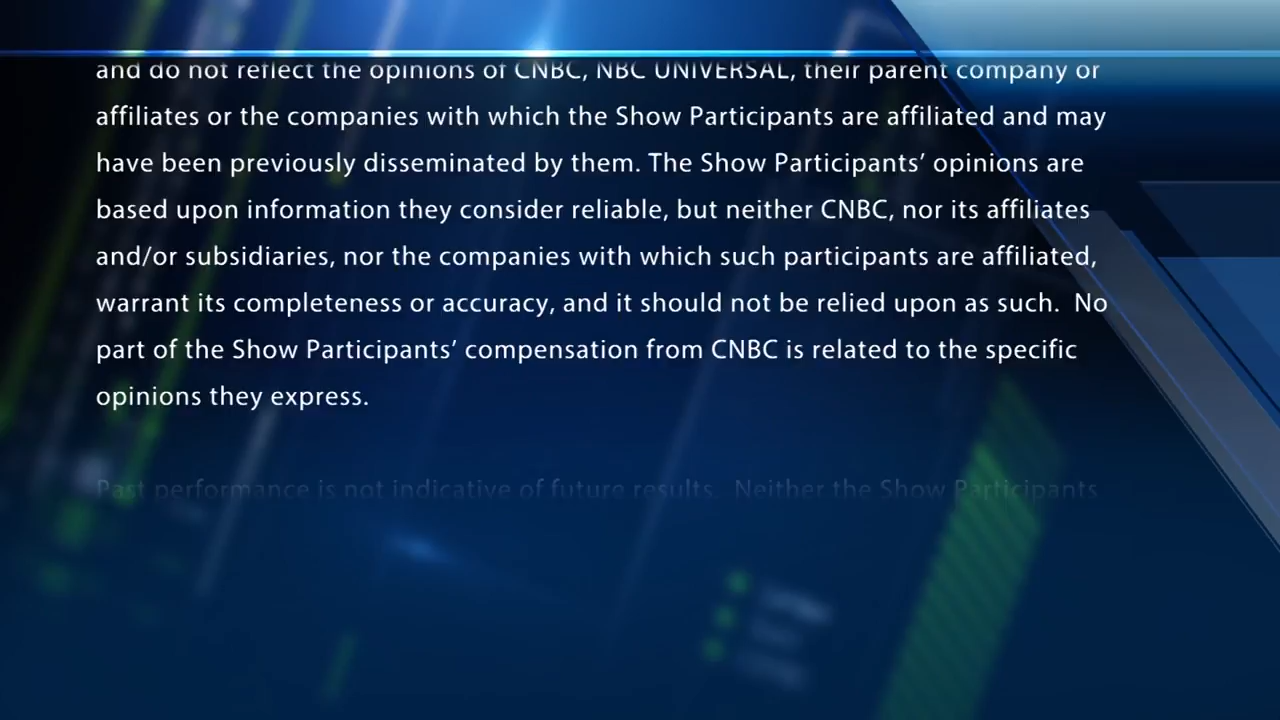 and do not reflect the opinions of CNBC, NBC UNIVERSAL, their parent company or
affiliates or the companies with which the Show Participants are affiliated and may
have been previously disseminated by them. The Show Participants’ opinions are
based upon information they consider reliable, but neither CNBC, nor its affiliates
and/or subsidiaries, nor the companies with which such participants are affiliated,
warrant its completeness or accuracy, and it should not be relied upon as such.  No
part of the Show Participants’ compensation from CNBC is related to the specific
opinions they express.
Past performance is not indicative of future results.  Neither the Show Participants